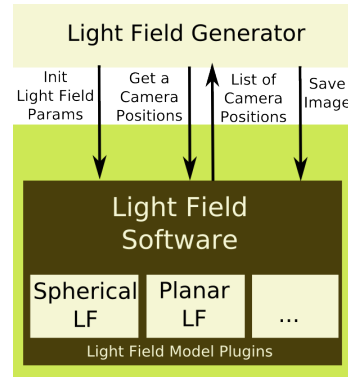 Light Field Generator
Init
Light Field
Params
Get a
Camera
Positions
List of
Camera
Positions
Save
Image
Light Field
Software
Spherical
LF
Planar
LF
...
Light Field Model Plugins